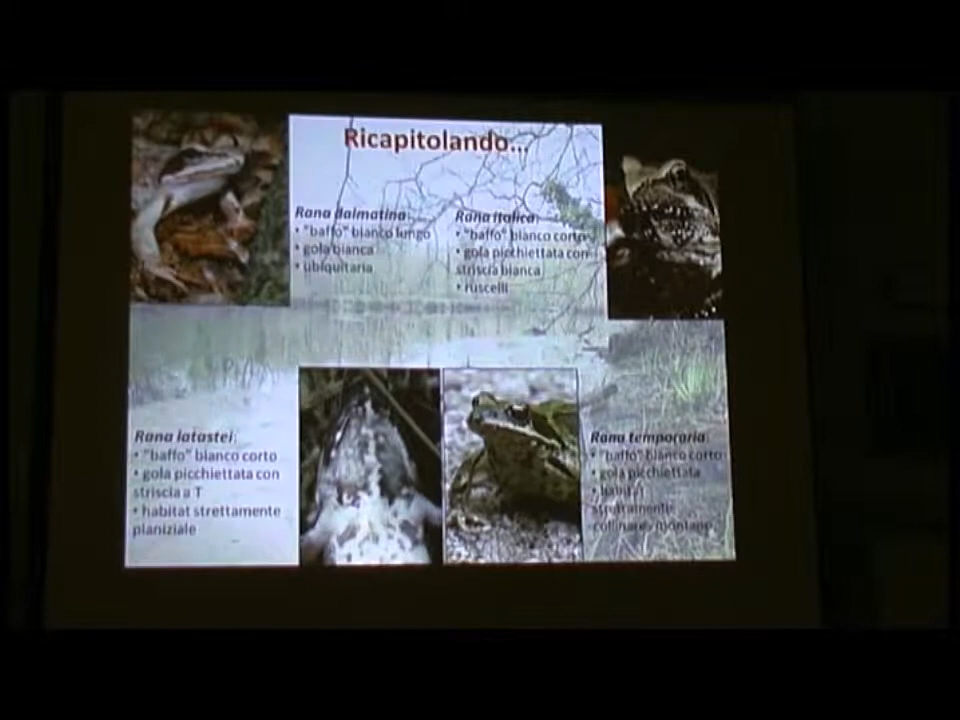 Ricapitolando...
Rana dalmatina:
• "baffo" bianco lungo
• gola bianca
• ubiquitaria
Rana italica:
• "baffo" bianco corto
• gola picchiettata con
striscia bianca
• ruscelli
Rana latastei:
• "baffo" bianco corto
• gola picchiettata con
striscia a T
• habitat strettamente
planiziale
Rana temporaria:
• "baffo" bianco corto
• gola picchiettata
• habitat
strettamente
collinare - montano